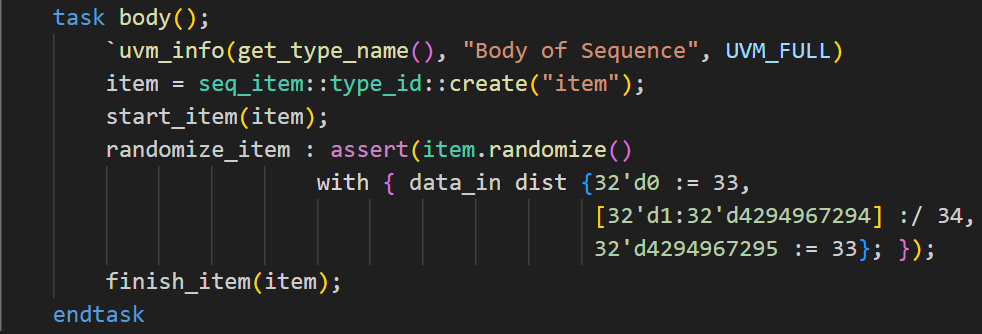 task body();
`uvm_info(get_type_name(), "Body of Sequence", UVM_FULL)
item = seq_item::type_id::create("item");
start_item(item);
randomize_item : assert(item.randomize()
with { data_in dist {32'd0 := 33,
[32'd1:32'd4294967294] :/ 34,
32'd4294967295 := 33}; });
finish_item(item);
endtask